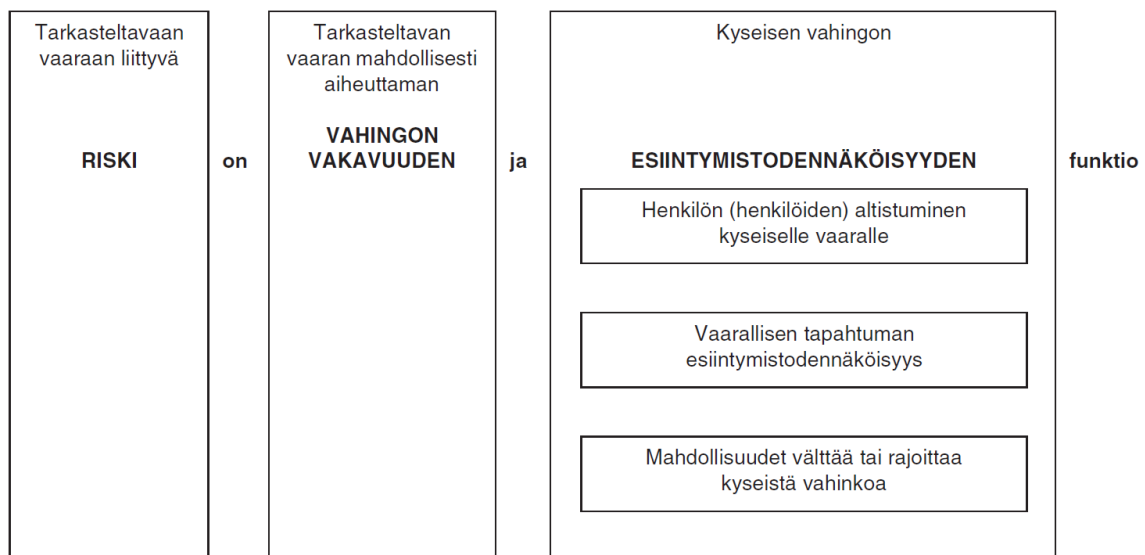 Tarkasteltavaan
vaaraan liittyvä
RISKI
on
Tarkasteltavan
vaaran mahdollisesti
aiheuttaman
VAHINGON
VAKAVUUDEN
ja
Kyseisen vahingon
ESIINTYMISTODENNÄKÖISYYDEN
Henkilön (henkilöiden) altistuminen
kyseiselle vaaralle
Vaarallisen tapahtuman
esiintymistodennäköisyys
Mahdollisuudet välttää tai rajoittaa
kyseistä vahinkoa
funktio